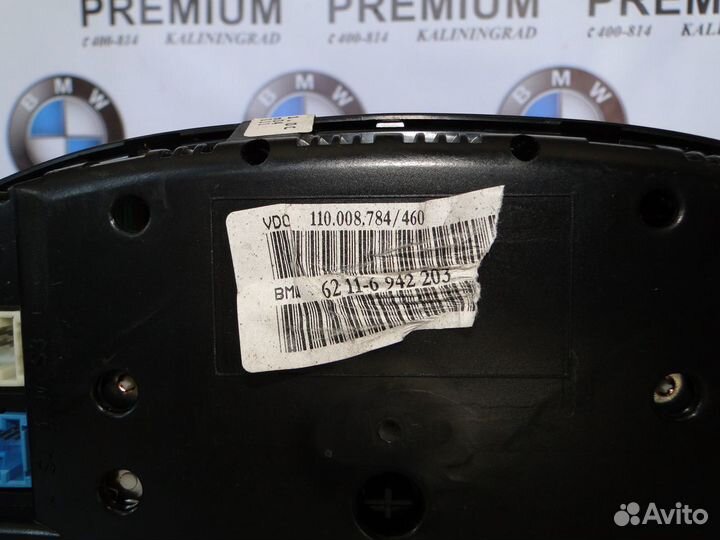 PREMIUM PREMIUM PREMIUM
✆400-814 KALININGRAD ✆400-814 KALININGRAD ✆400-814
BMW BMW BMW
VDO 110.008.784/460
BMW 62 11-6 942 203
Avito